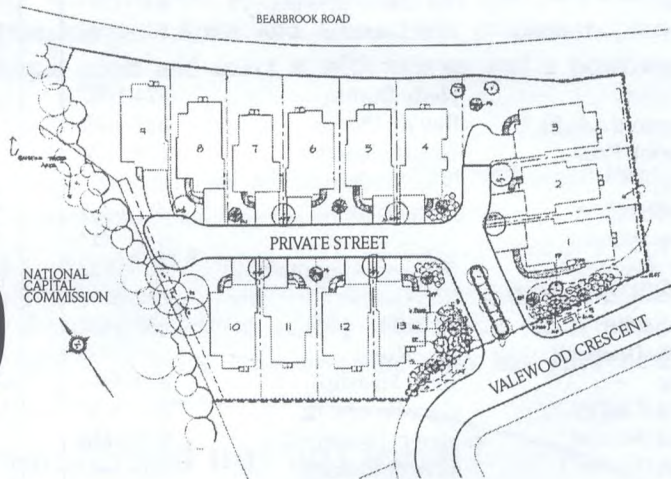 BEARBROOK ROAD
9
8
7
6
5
4
3
2
1
PRIVATE STREET
NATIONAL
CAPITAL
COMMISSION
10
11
12
13
VALEWOOD CRESCENT